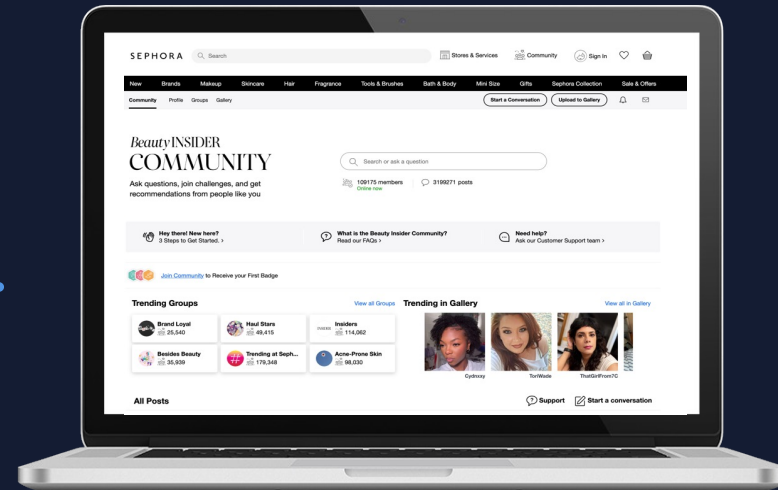 SEPHORA
Search
Stores & Services
Community
Sign In
New Brands Makeup Skincare Hair Fragrance Tools & Brushes Bath & Body Mini Size Gifts Sephora Collection Sale & Offers
Community Profile Groups Gallery
Start a Conversation
Upload to Gallery
Beauty INSIDER
COMMUNITY
Ask questions, join challenges, and get
recommendations from people like you
Search or ask a question
109175 members
Online now
3199271 posts
Hey there! New here?
3 Steps to Get Started. >
What is the Beauty Insider Community?
Read our FAQs >
Need help?
Ask our Customer Support team >
Join Community to Receive your First Badge
Trending Groups
View all Groups
Brand Loyal
25,540
Haul Stars
49,415
Insiders
114,062
Besides Beauty
35,939
Trending at Seph...
179,348
Acne-Prone Skin
98,030
Trending in Gallery
View all in Gallery
Cydnxxy
ToriWade
ThatGirlFrom7C
All Posts
Support
Start a conversation